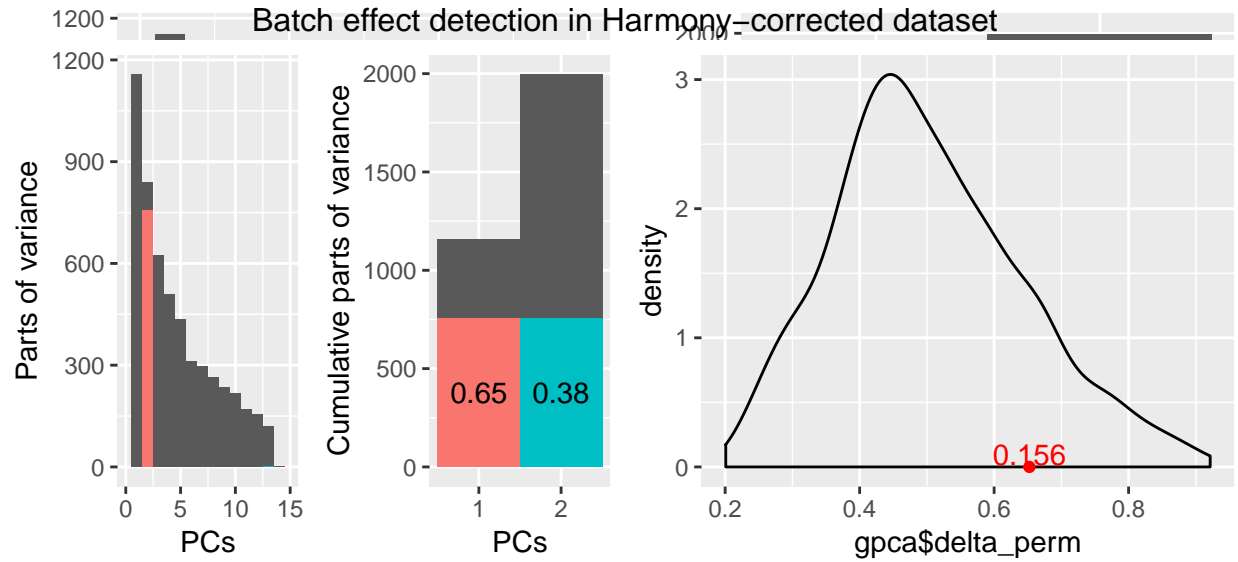 Batch effect detection in Harmony−corrected dataset
1200
2000
1200
900
600
300
0
Parts of variance
0 5 10 15
PCs
2000
1500
1000
500
0
Cumulative parts of variance
0.65 0.38
1 2
PCs
3
2
1
0
density
0.156
0.2 0.4 0.6 0.8
gpca$delta_perm